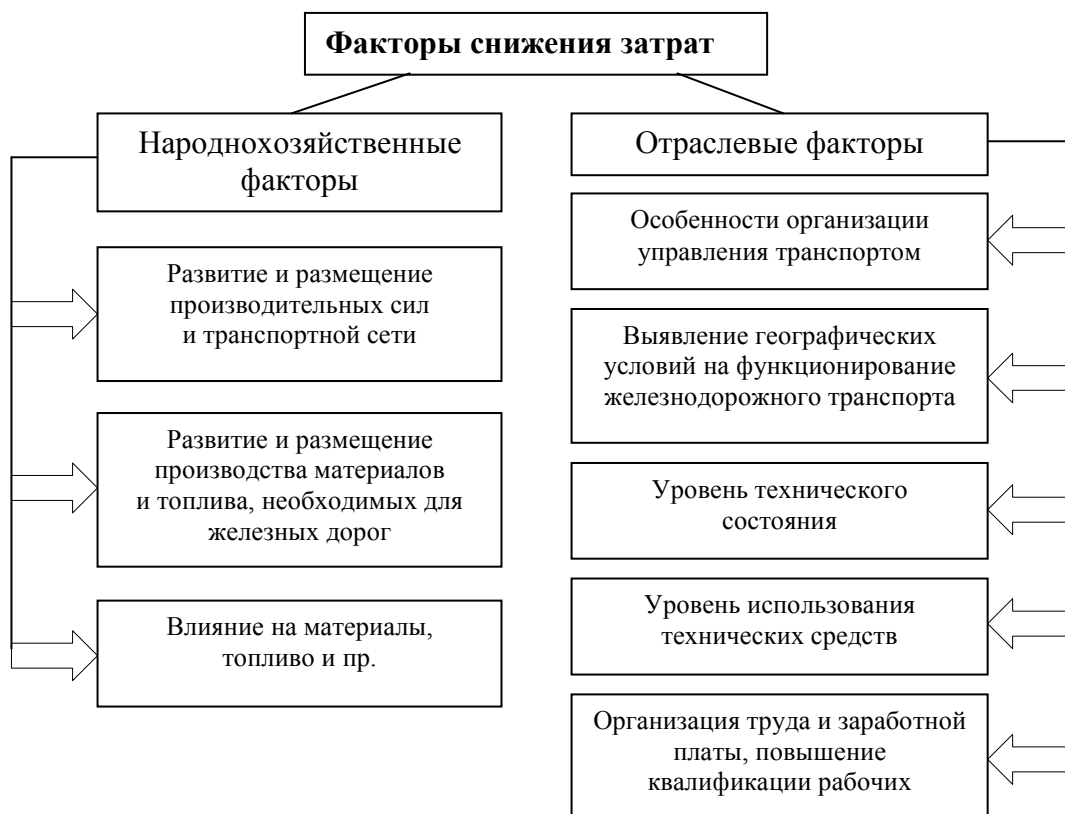 Факторы снижения затрат
Народнохозяйственные
факторы
Развитие и размещение
производительных сил
и транспортной сети
Развитие и размещение
производства материалов
и топлива, необходимых для
железных дорог
Влияние на материалы,
топливо и пр.
Отраслевые факторы
Особенности организации
управления транспортом
Выявление географических
условий на функционирование
железнодорожного транспорта
Уровень технического
состояния
Уровень использования
технических средств
Организация труда и заработной
платы, повышение
квалификации рабочих